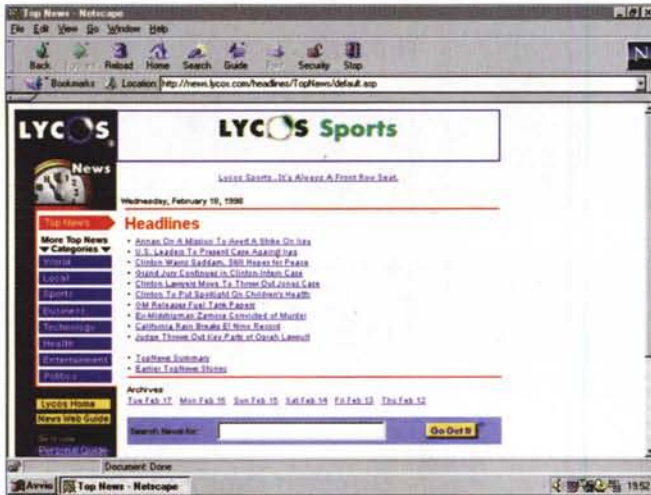 Top News - Netscape
File Edit View Go Window Help
Back Reload Home Search Guide Security Stop
N
Bookmarks Location: http://news.lycos.com/headlines/TopNews/default.asp
LYCOS
LYCOS Sports
News
Lycos Sports...It's Always A Front Row Seat.
Wednesday, February 18, 1998
Top News
Headlines
More Top News
Categories
World
Local
Sports
Business
Technology
Health
Entertainment
Politics
Annan On A Mission To Avert A Strike On Iraq
U.S. Leaders To Present Case Against Iraq
Clinton Warns Saddam, Still Hopes for Peace
Grand Jury Continues in Clinton-Intern Case
Clinton Lawyers Move To Throw Out Jones Case
Clinton To Put Spotlight On Children's Health
GM Releases Fuel Tank Papers
Ex-Midshipman Zamora Convicted of Murder
California Rain Breaks El Nino Record
Judge Throws Out Key Parts of Oprah Lawsuit
TopNews Summary
Earlier TopNews Stories
Archives
Tue Feb 17 Mon Feb 16 Sun Feb 15 Sat Feb 14 Fri Feb 13 Thu Feb 12
Lycos Home
News Web Guide
Personal Guide
Search News for:
Go Get It
Document: Done
Avvio Top News - Netscape 19.52